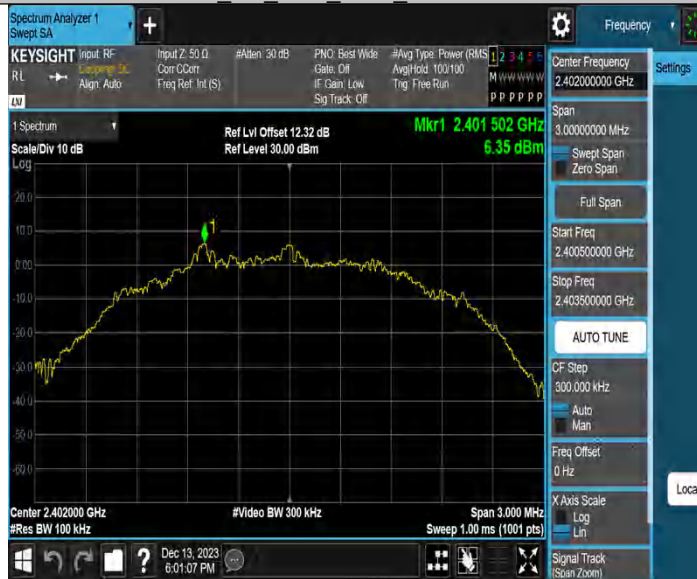 Spectrum Analyzer 1
Swept SA
+
Frequency
KEYSIGHT Input: RF
RL
Coupling: DC
Align: Auto
LXI
Input Z: 50 Ω
Corr CCorr
Freq Ref: Int (S)
#Atten: 30 dB
PNO: Best Wide
Gate: Off
IF Gain: Low
Sig Track: Off
#Avg Type: Power (RMS
Avg|Hold: 100/100
Trig: Free Run
1 2 3 4 5 6
M W W W W W
P P P P P P
Center Frequency
2.402000000 GHz
Settings
Span
3.00000000 MHz
Swept Span
Zero Span
Full Span
Start Freq
2.400500000 GHz
Stop Freq
2.403500000 GHz
AUTO TUNE
CF Step
300.000 kHz
Auto
Man
Freq Offset
0 Hz
X Axis Scale
Log
Lin
Signal Track
(Span Zoom)
Loca
1 Spectrum
Scale/Div 10 dB
Log
Ref Lvl Offset 12.32 dB
Ref Level 30.00 dBm
Mkr1 2.401 502 GHz
6.35 dBm
1
20.0
10.0
0.00
-10.0
-20.0
-30.0
-40.0
-50.0
-60.0
Center 2.402000 GHz
#Res BW 100 kHz
#Video BW 300 kHz
Span 3.000 MHz
Sweep 1.00 ms (1001 pts)
?
Dec 13, 2023
6:01:07 PM